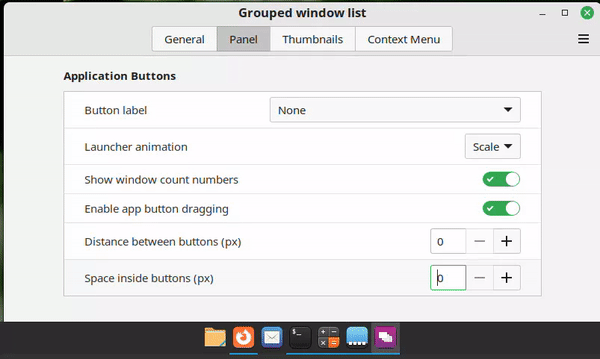 Grouped window list
General Panel Thumbnails Context Menu
Application Buttons
Button label None
Launcher animation Scale
Show window count numbers
Enable app button dragging
Distance between buttons (px) 0
Space inside buttons (px) 0
$_